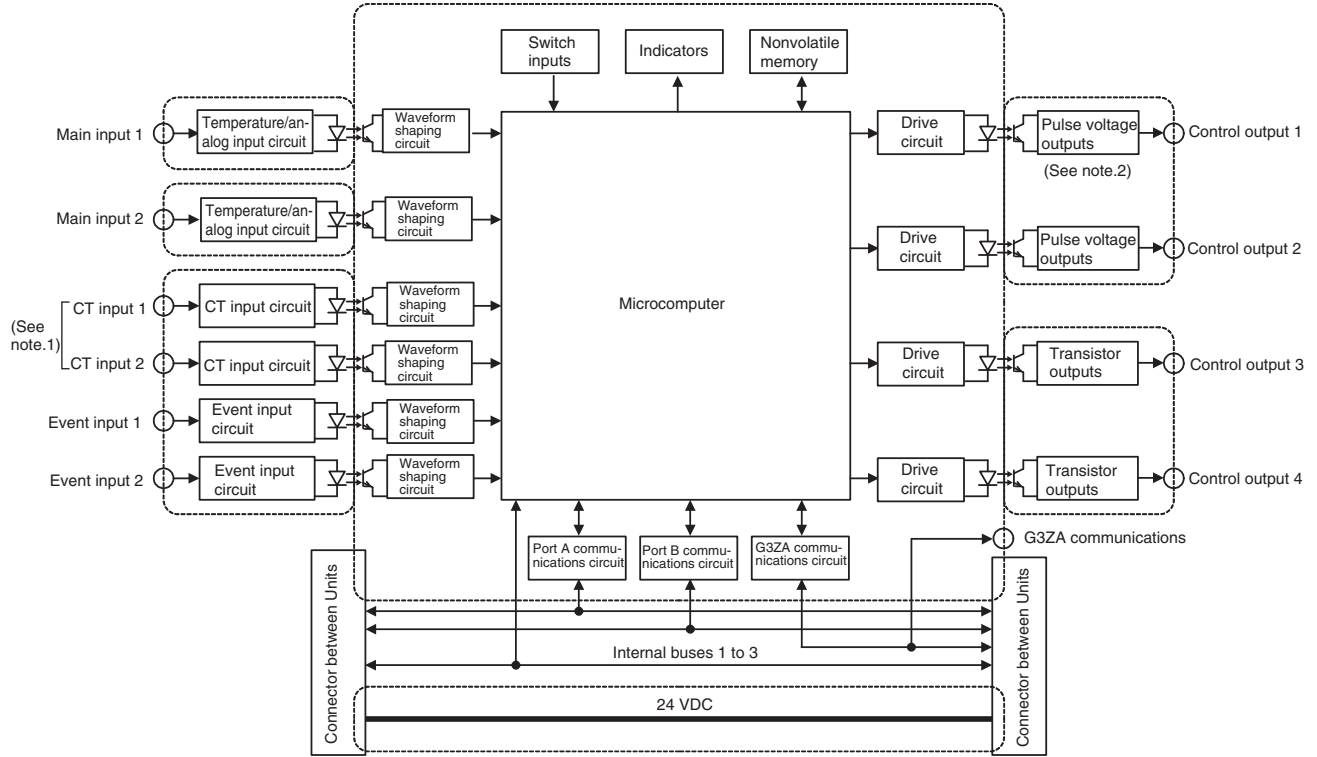 Switch
inputs
Indicators
Nonvolatile
memory
Main input 1
Temperature/an-
alog input circuit
Waveform
shaping
circuit
Drive
circuit
Pulse voltage
outputs
(See note.2)
Control output 1
Main input 2
Temperature/an-
alog input circuit
Waveform
shaping
circuit
Drive
circuit
Pulse voltage
outputs
Control output 2
Microcomputer
(See
note.1)
CT input 1
CT input circuit
Waveform
shaping
circuit
CT input 2
CT input circuit
Waveform
shaping
circuit
Drive
circuit
Transistor
outputs
Control output 3
Event input 1
Event input
circuit
Waveform
shaping
circuit
Event input 2
Event input
circuit
Waveform
shaping
circuit
Drive
circuit
Transistor
outputs
Control output 4
Port A commu-
nications circuit
Port B commu-
nications circuit
G3ZA commu-
nications circuit
G3ZA communications
Connector between Units
Internal buses 1 to 3
24 VDC
Connector between Units